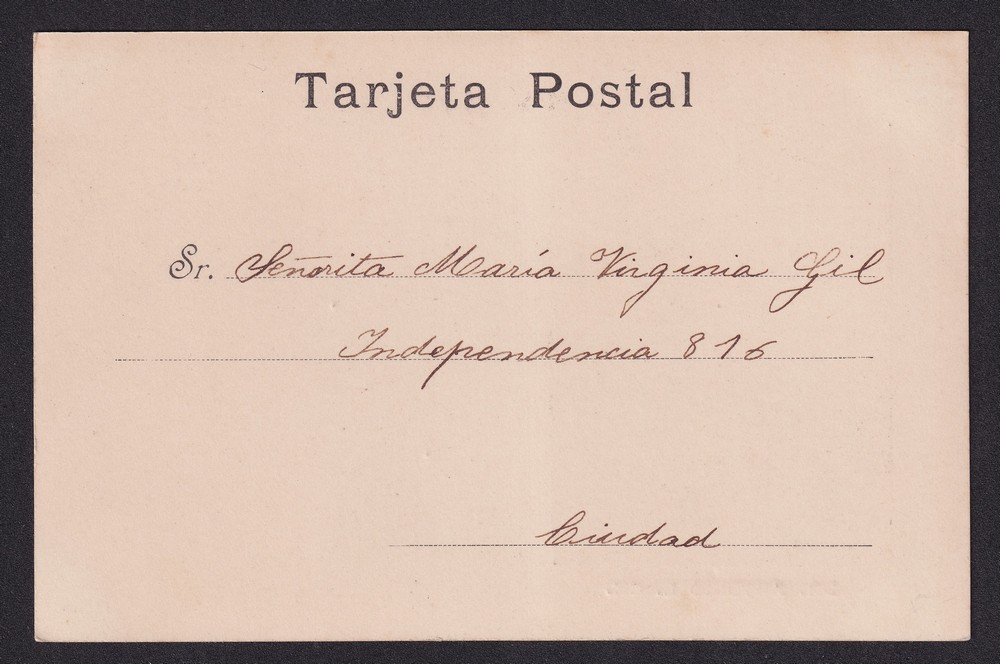 Tarjeta Postal
Sr. Señorita María Virginia Gil
Independencia 816
Ciudad